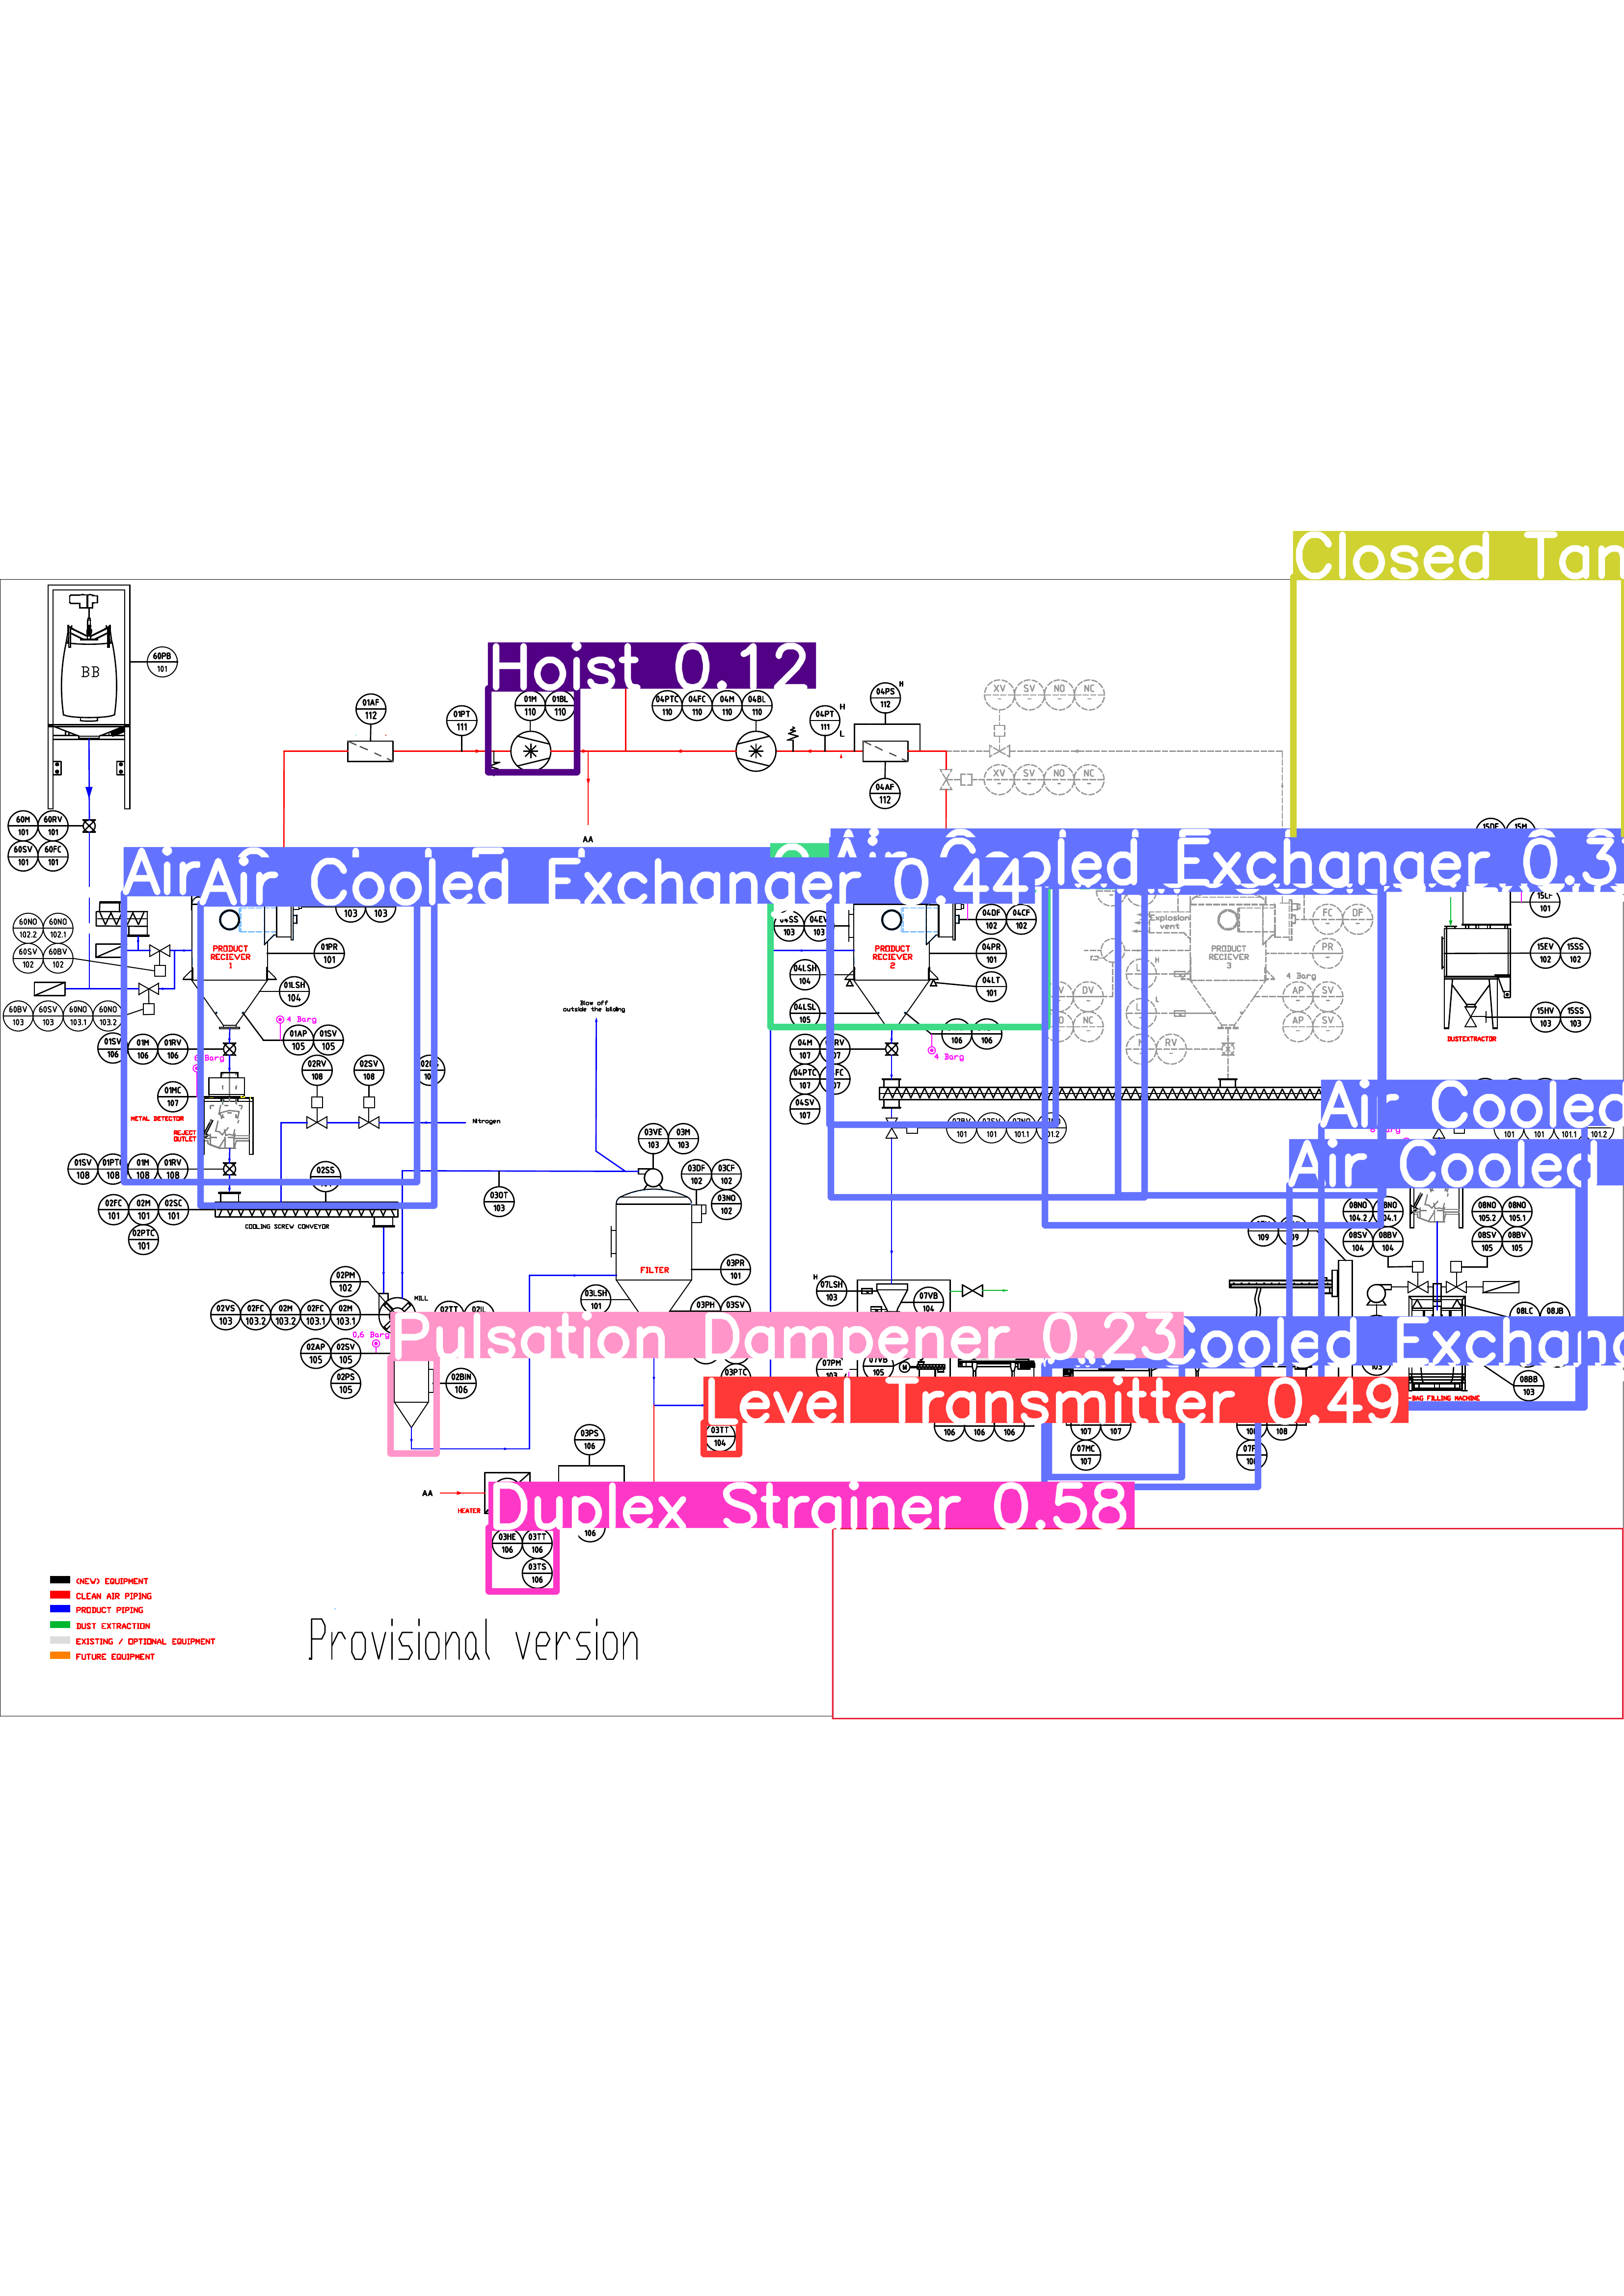 Closed Tan
BB
60PB
101
Hoist 0.12
01AF
112
01PT
111
01M 01BL
110 110
04PTC 04FC 04M 04BL
110 110 110 110
04PT
111
H
L
04PS
112
H
04AF
112
XV SV NO NC
XV SV NO NC
60M 60RV
101 101
60SV 60FC
101 101
AA
Air Cooled Exchanger 0.44
Air Cooled Exchanger 0.3
60NO 60NO
102.2 102.1
60SV 60BV
102 102
60BV 60SV 60NO 60NO
103 103 103.1 103.2
PRODUCT
RECIEVER
1
103 103
01PR
101
01LSH
104
4 Barg
01AP 01SV
105 105
01SV 01M 01RV
106 106 106
01MC
107
METAL DETECTOR
REJECT
OUTLET
02RV
108
02SV
108
Nitrogen
01SV 01PTC 01M 01RV
108 108 108 108
02SS
02FC 02M 02SC
101 101 101
02PTC
101
COOLING SCREW CONVEYOR
Blow off
outside the bliding
04SS 04EV
103 103
PRODUCT
RECIEVER
2
04DF 04CF
102 102
04PR
101
04LSH
104
04LT
101
04LSL
105
106 106
4 Barg
04M
107
04PTC
107
04SV
107
Explosion
vent
PRODUCT
RECIEVER
3
FC DF
PR
4 Barg
AP SV
AP SV
RV
15LF
101
15EV 15SS
102 102
15HV 15SS
103 103
DUSTEXTRACTOR
101 101 101.1 101.2
Air Cooled
Air Cooled
03VE 03M
103 103
03DF 03CF
102 102
03NO
102
03OT
103
FILTER
03PR
101
03LSH
101
03PH 03SV
03PTC
02PM
102
MILL
02VS 02FC 02M 02FC 02M
103 103.2 103.2 103.1 103.1
0,6 Barg
02AP 02SV
105 105
02PS
105
02BIN
106
Pulsation Dampener 0.23
Cooled Exchang
Level Transmitter 0.49
03TT
104
H
07LSH
103
07VB
104
07PM
103
07VB
105
M
106 106 106
107 107
07MC
107
109 109
08NO 08NO
104.2 104.1
08SV 08BV
104 104
08NO 08NO
105.2 105.1
08SV 08BV
105 105
08LC 08JB
08BB
103
-BAG FILLING MACHINE
03PS
106
AA
HEATER
Duplex Strainer 0.58
03HE 03TT
106 106
03TS
106
106
(NEW) EQUIPMENT
CLEAN AIR PIPING
PRODUCT PIPING
DUST EXTRACTION
EXISTING / OPTIONAL EQUIPMENT
FUTURE EQUIPMENT
Provisional version